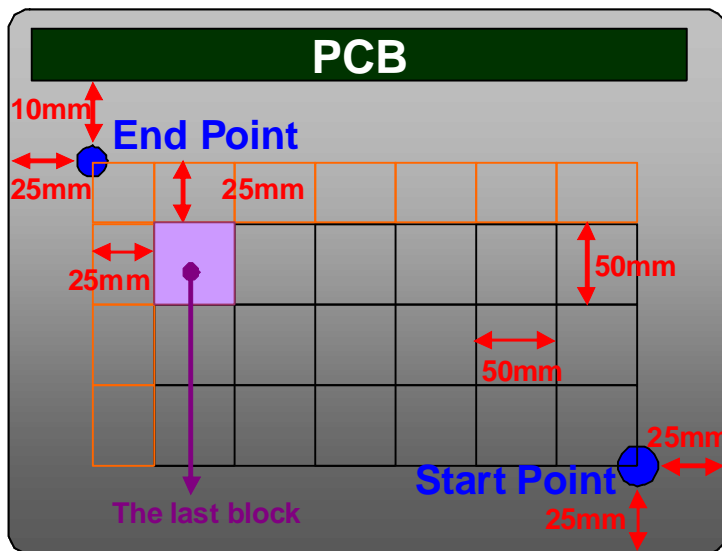 PCB
10mm
End Point
25mm
25mm
25mm
50mm
50mm
25mm
Start Point
The last block
25mm